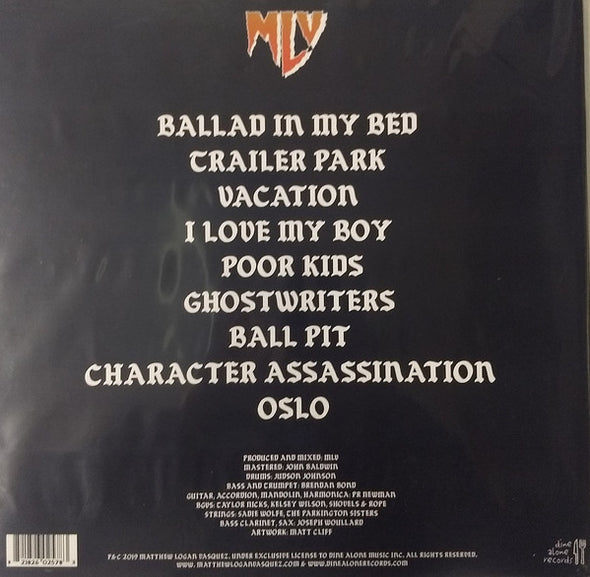 MLV
BALLAD IN MY BED
TRAILER PARK
VACATION
I LOVE MY BOY
POOR KIDS
GHOSTWRITERS
BALL PIT
CHARACTER ASSASSINATION
OSLO
PRODUCED AND MIXED: MLV
MASTERED: JOHN BALDWIN
DRUMS: JUDSON JOHNSON
BASS AND TRUMPET: BRENDAN BOND
GUITAR, ACCORDION, MANDOLIN, HARMONICA: PR NEWMAN
BGVS: TAYLOR NICKS, KELSEY WILSON, SHOVELS & ROPE
STRINGS: SADIE WOLFE, THE PARKINGTON SISTERS
BASS CLARINET, SAX: JOSEPH WOULLARD
ARTWORK: MATT CLIFF
P&C 2019 MATTHEW LOGAN VASQUEZ. UNDER EXCLUSIVE LICENSE TO DINE ALONE MUSIC INC. ALL RIGHTS RESERVED.
WWW.MATTHEWLOGANVASQUEZ.COM & WWW.DINEALONERECORDS.COM
dine
alone
records